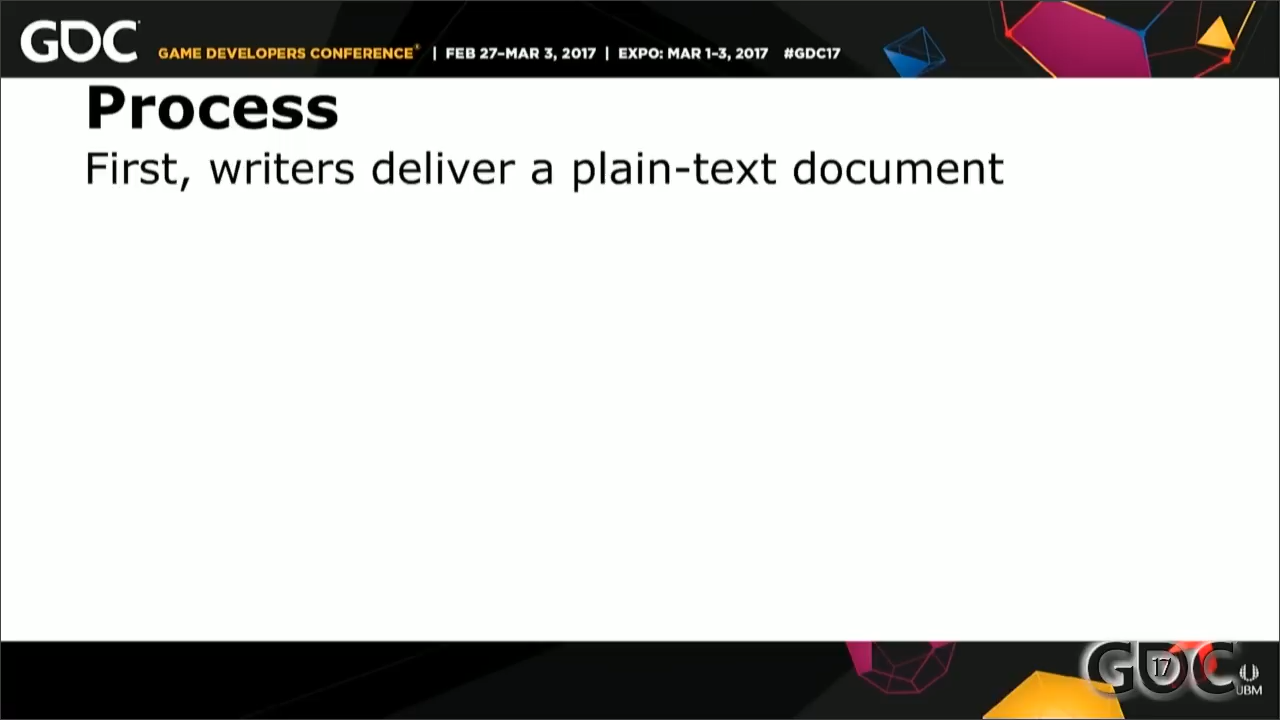 GDC GAME DEVELOPERS CONFERENCE® | FEB 27–MAR 3, 2017 | EXPO: MAR 1–3, 2017 #GDC17
Process
First, writers deliver a plain-text document
GDC 17
UBM